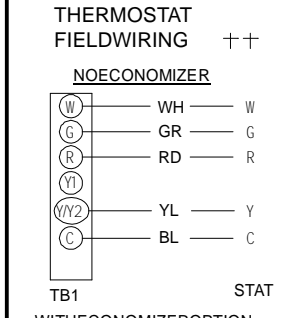 THERMOSTAT
FIELDWIRING ++
NOECONOMIZER
W WH W
G GR G
R RD R
Y1
Y/Y2 YL Y
C BL C
TB1 STAT
WITHECONOMIZEROPTION